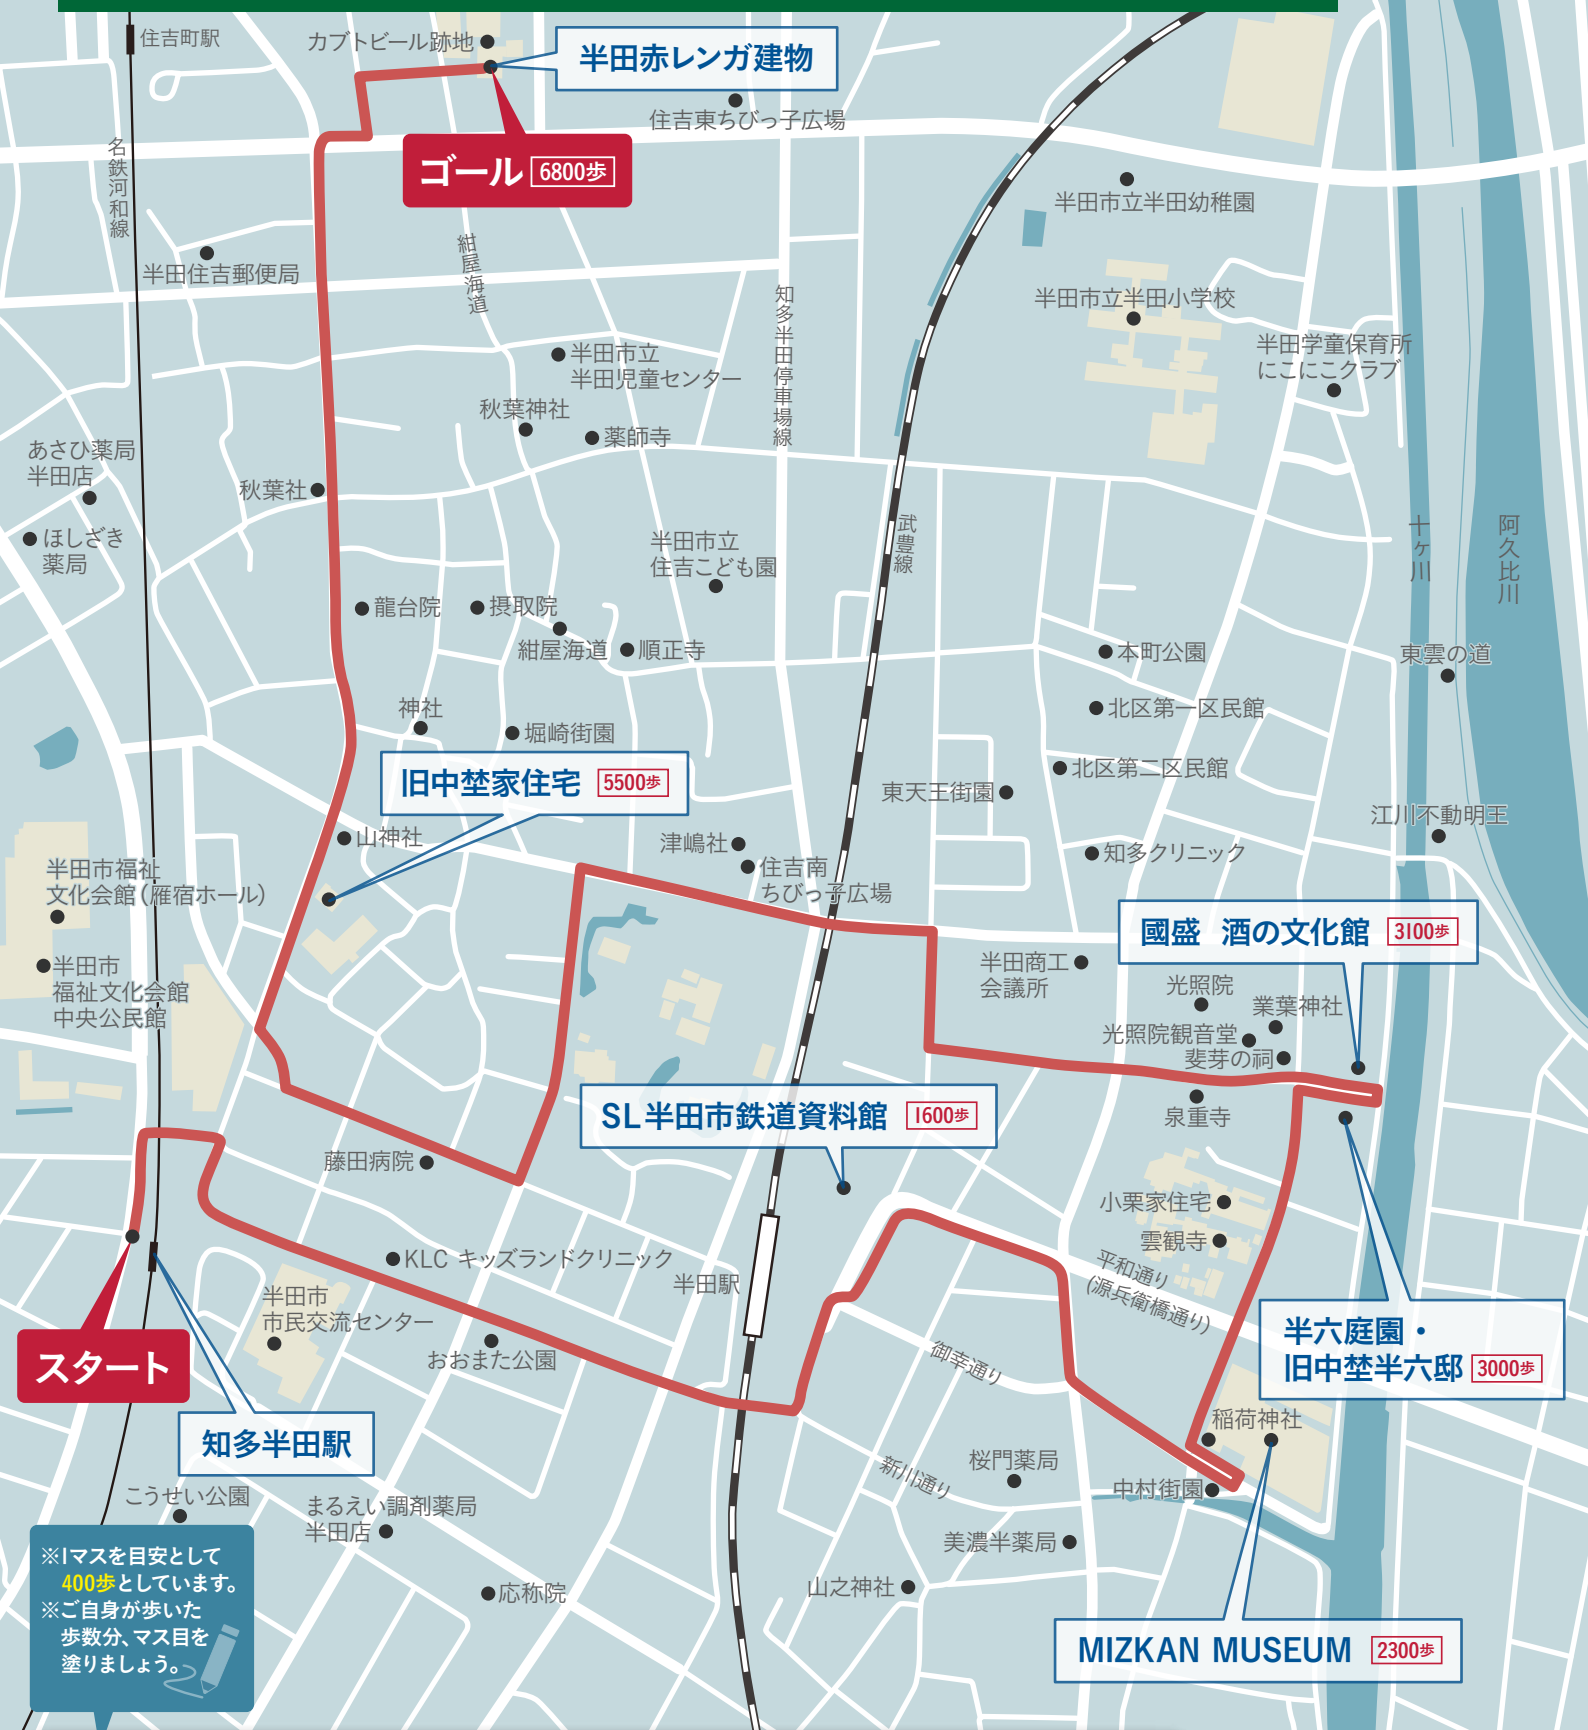 住吉町駅
カブトビール跡地
半田赤レンガ建物
住吉東ちびっ子広場
名鉄河和線
ゴール 6800歩
半田市立半田幼稚園
半田住吉郵便局
紺屋海道
知多半田停車場線
半田市立半田小学校
半田市立
半田児童センター
半田学童保育所
にこにこクラブ
秋葉神社
薬師寺
あさひ薬局
半田店
秋葉社
ほしざき
薬局
半田市立
住吉こども園
武豊線
十ヶ川
阿久比川
龍台院
摂取院
紺屋海道
順正寺
本町公園
東雲の道
神社
堀崎街園
北区第一区民館
旧中埜家住宅 5500歩
北区第二区民館
東天王街園
江川不動明王
山神社
津嶋社
住吉南
ちびっ子広場
知多クリニック
半田市福祉
文化会館(雁宿ホール)
國盛 酒の文化館 3100歩
半田市
福祉文化会館
中央公民館
半田商工
会議所
光照院
業葉神社
光照院観音堂
斐芽の祠
泉重寺
SL半田市鉄道資料館 1600歩
藤田病院
小栗家住宅
雲観寺
KLC キッズランドクリニック
半田駅
平和通り
(源兵衛橋通り)
半田市
市民交流センター
おおまた公園
御幸通り
スタート
半六庭園・
旧中埜半六邸 3000歩
知多半田駅
稲荷神社
桜門薬局
新川通り
中村街園
こうせい公園
まるえい調剤薬局
半田店
美濃半薬局
山之神社
応称院
※1マスを目安として
400歩としています。
※ご自身が歩いた
歩数分、マス目を
塗りましょう。
MIZKAN MUSEUM 2300歩